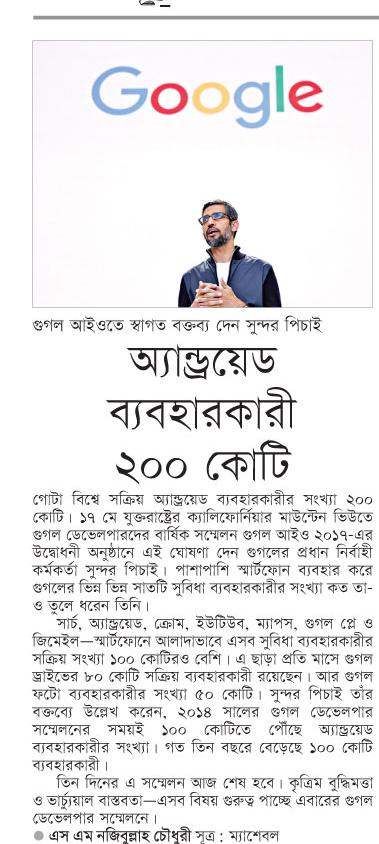 Google
গুগল আইওতে স্বাগত বক্তব্য দেন সুন্দর পিচাই
অ্যান্ড্রয়েড
ব্যবহারকারী
২০০ কোটি
গোটা বিশ্বে সক্রিয় অ্যান্ড্রয়েড ব্যবহারকারীর সংখ্যা ২০০
কোটি। ১৭ মে যুক্তরাষ্ট্রের ক্যালিফোর্নিয়ার মাউন্টেন ভিউতে
গুগল ডেভেলপারদের বার্ষিক সম্মেলন গুগল আইও ২০১৭-এর
উদ্বোধনী অনুষ্ঠানে এই ঘোষণা দেন গুগলের প্রধান নির্বাহী
কর্মকর্তা সুন্দর পিচাই। পাশাপাশি স্মার্টফোন ব্যবহার করে
গুগলের ভিন্ন ভিন্ন সাতটি সুবিধা ব্যবহারকারীর সংখ্যা কত তা-
ও তুলে ধরেন তিনি।
সার্চ, অ্যান্ড্রয়েড, ক্রোম, ইউটিউব, ম্যাপস, গুগল প্লে ও
জিমেইল—স্মার্টফোনে আলাদাভাবে এসব সুবিধা ব্যবহারকারীর
সক্রিয় সংখ্যা ১০০ কোটিরও বেশি। এ ছাড়া প্রতি মাসে গুগল
ড্রাইভের ৮০ কোটি সক্রিয় ব্যবহারকারী রয়েছেন। আর গুগল
ফটো ব্যবহারকারীর সংখ্যা ৫০ কোটি। সুন্দর পিচাই তাঁর
বক্তব্যে উল্লেখ করেন, ২০১৪ সালের গুগল ডেভেলপার
সম্মেলনের সময়ই ১০০ কোটিতে পৌঁছে অ্যান্ড্রয়েড
ব্যবহারকারীর সংখ্যা। গত তিন বছরে বেড়েছে ১০০ কোটি
ব্যবহারকারী।
তিন দিনের এ সম্মেলন আজ শেষ হবে। কৃত্রিম বুদ্ধিমত্তা
ও ভার্চ্যুয়াল বাস্তবতা—এসব বিষয় গুরুত্ব পাচ্ছে এবারের গুগল
ডেভেলপার সম্মেলনে।
● এস এম নজিবুল্লাহ চৌধুরী সূত্র : ম্যাশেবল